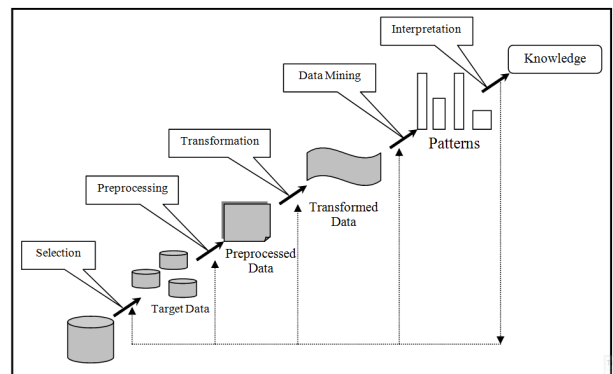 Interpretation
Knowledge
Data Mining
Patterns
Transformation
Transformed
Data
Preprocessing
Preprocessed
Data
Selection
Target Data